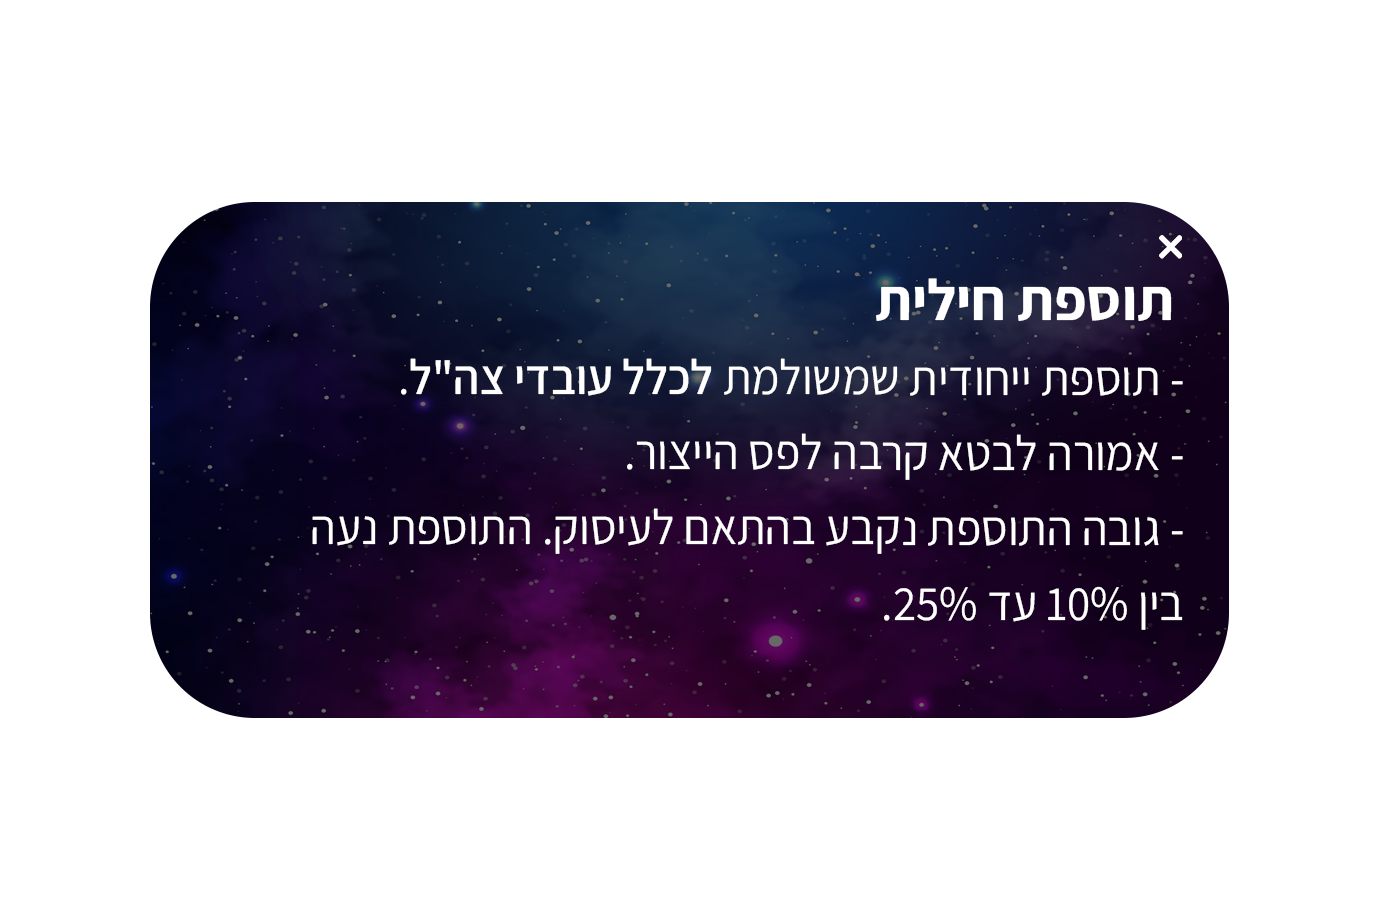 תוספת חילית
- תוספת ייחודית שמשולמת לכלל עובדי צה"ל.
- אמורה לבטא קרבה לפס הייצור.
- גובה התוספת נקבע בהתאם לעיסוק. התוספת נעה
בין 10% עד 25%.